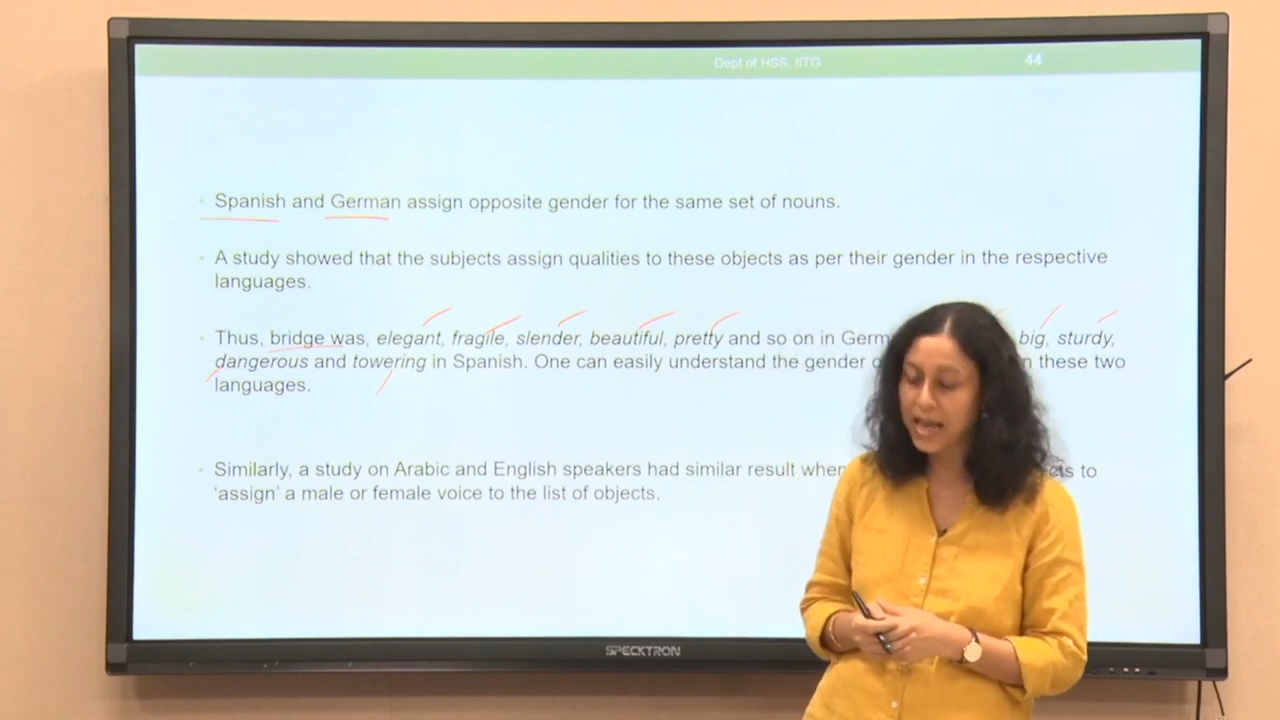 Dept of HSS, IITG 44
Spanish and German assign opposite gender for the same set of nouns.
A study showed that the subjects assign qualities to these objects as per their gender in the respective
languages.
Thus, bridge was, elegant, fragile, slender, beautiful, pretty and so on in big, sturdy,
dangerous and towering in Spanish. One can easily understand the gender these two
languages.
Similarly, a study on Arabic and English speakers had similar result to
'assign' a male or female voice to the list of objects.
SPECKTRON